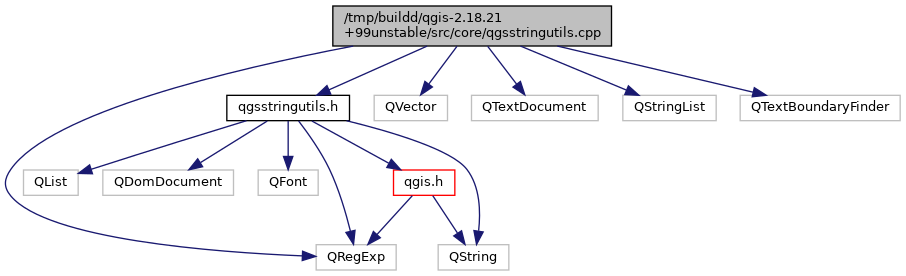 /tmp/buildd/qgis-2.18.21
+99unstable/src/core/qgsstringutils.cpp
qgsstringutils.h
QVector
QTextDocument
QStringList
QTextBoundaryFinder
QList
QDomDocument
QFont
qgis.h
QRegExp
QString